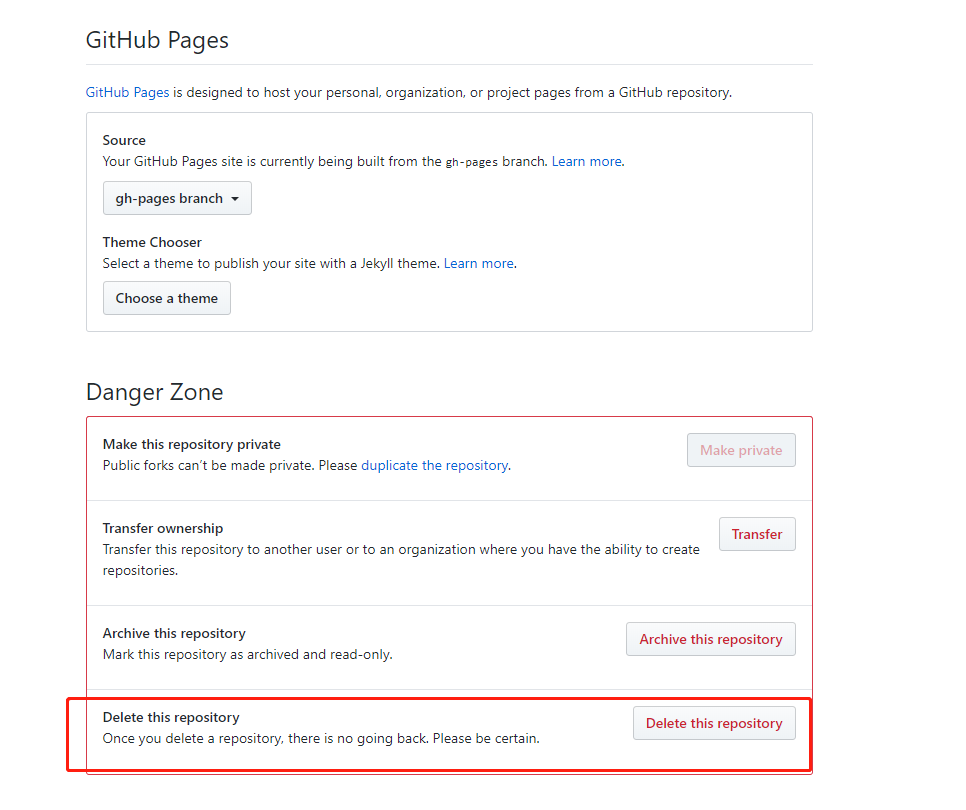 GitHub Pages
GitHub Pages is designed to host your personal, organization, or project pages from a GitHub repository.
Source
Your GitHub Pages site is currently being built from the gh-pages branch. Learn more.
gh-pages branch
Theme Chooser
Select a theme to publish your site with a Jekyll theme. Learn more.
Choose a theme
Danger Zone
Make this repository private
Public forks can't be made private. Please duplicate the repository.
Make private
Transfer ownership
Transfer this repository to another user or to an organization where you have the ability to create
repositories.
Transfer
Archive this repository
Mark this repository as archived and read-only.
Archive this repository
Delete this repository
Once you delete a repository, there is no going back. Please be certain.
Delete this repository